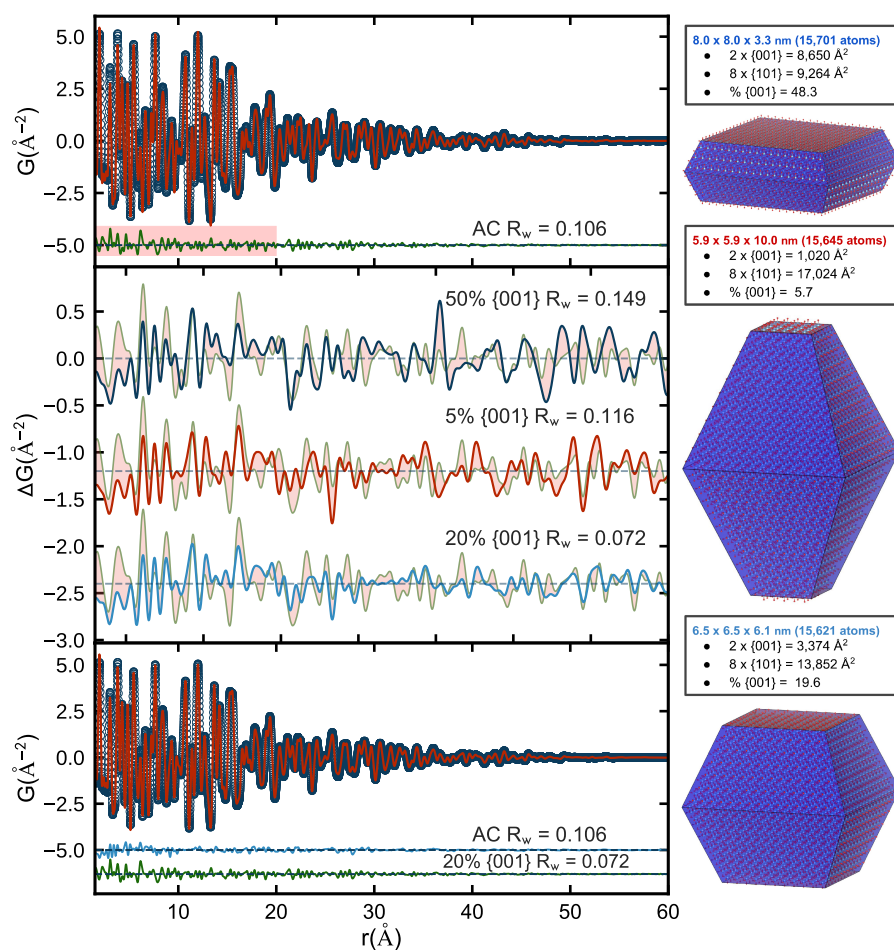 5.0
2.5
0.0
−2.5
−5.0
G(Å⁻²)
AC R_w = 0.106
0.5
0.0
−0.5
−1.0
−1.5
−2.0
−2.5
−3.0
ΔG(Å⁻²)
50% {001} R_w = 0.149
5% {001} R_w = 0.116
20% {001} R_w = 0.072
5.0
2.5
0.0
−2.5
−5.0
G(Å⁻²)
AC R_w = 0.106
20% {001} R_w = 0.072
10 20 30 40 50 60
r(Å)
8.0 x 8.0 x 3.3 nm (15,701 atoms)
● 2 x {001} = 8,650 Å²
● 8 x {101} = 9,264 Å²
● % {001} = 48.3
5.9 x 5.9 x 10.0 nm (15,645 atoms)
● 2 x {001} = 1,020 Å²
● 8 x {101} = 17,024 Å²
● % {001} = 5.7
6.5 x 6.5 x 6.1 nm (15,621 atoms)
● 2 x {001} = 3,374 Å²
● 8 x {101} = 13,852 Å²
● % {001} = 19.6